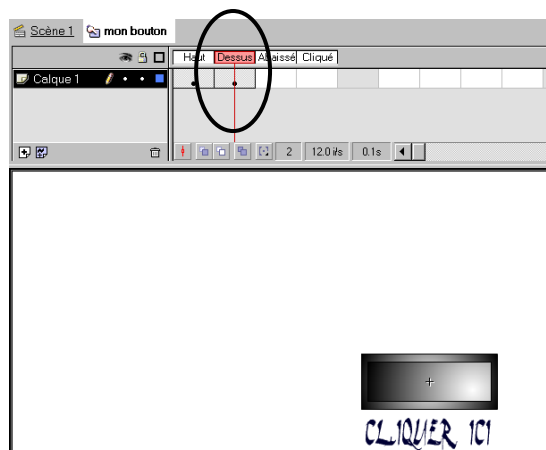 Scène 1 mon bouton
Haut Dessus Abaissé Cliqué
Calque 1
2 12.0 i/s 0.1s
CLIQUER ICI